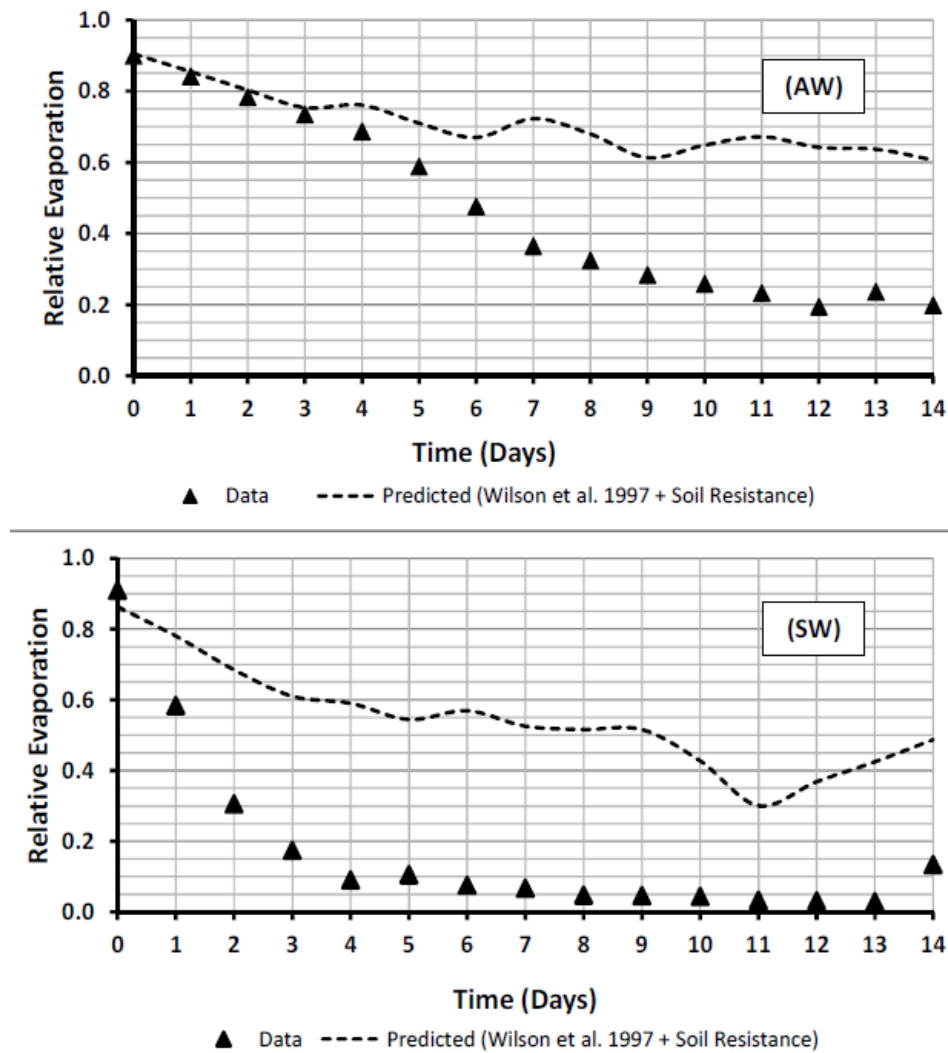 1.0
0.8
0.6
0.4
0.2
0.0
Relative Evaporation
(AW)
0 1 2 3 4 5 6 7 8 9 10 11 12 13 14
Time (Days)
Data Predicted (Wilson et al. 1997 + Soil Resistance)
1.0
0.8
0.6
0.4
0.2
0.0
Relative Evaporation
(SW)
0 1 2 3 4 5 6 7 8 9 10 11 12 13 14
Time (Days)
Data Predicted (Wilson et al. 1997 + Soil Resistance)